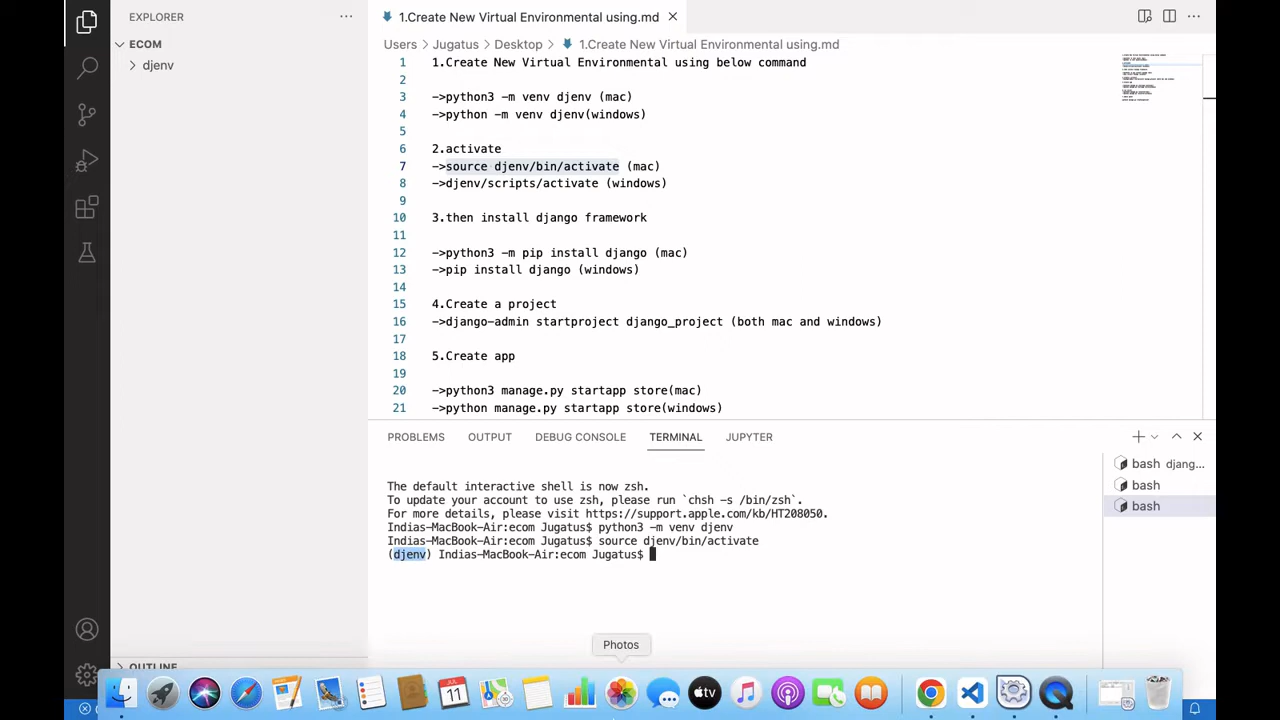 EXPLORER
ECOM
djenv
OUTLINE
1.Create New Virtual Environmental using.md
Users > Jugatus > Desktop > 1.Create New Virtual Environmental using.md
1 1.Create New Virtual Environmental using below command
2
3 ->python3 -m venv djenv (mac)
4 ->python -m venv djenv(windows)
5
6 2.activate
7 ->source djenv/bin/activate (mac)
8 ->djenv/scripts/activate (windows)
9
10 3.then install django framework
11
12 ->python3 -m pip install django (mac)
13 ->pip install django (windows)
14
15 4.Create a project
16 ->django-admin startproject django_project (both mac and windows)
17
18 5.Create app
19
20 ->python3 manage.py startapp store(mac)
21 ->python manage.py startapp store(windows)
PROBLEMS OUTPUT DEBUG CONSOLE TERMINAL JUPYTER
The default interactive shell is now zsh.
To update your account to use zsh, please run `chsh -s /bin/zsh`.
For more details, please visit https://support.apple.com/kb/HT208050.
Indias-MacBook-Air:ecom Jugatus$ python3 -m venv djenv
Indias-MacBook-Air:ecom Jugatus$ source djenv/bin/activate
(djenv) Indias-MacBook-Air:ecom Jugatus$
bash djang...
bash
bash
Photos
11
tv